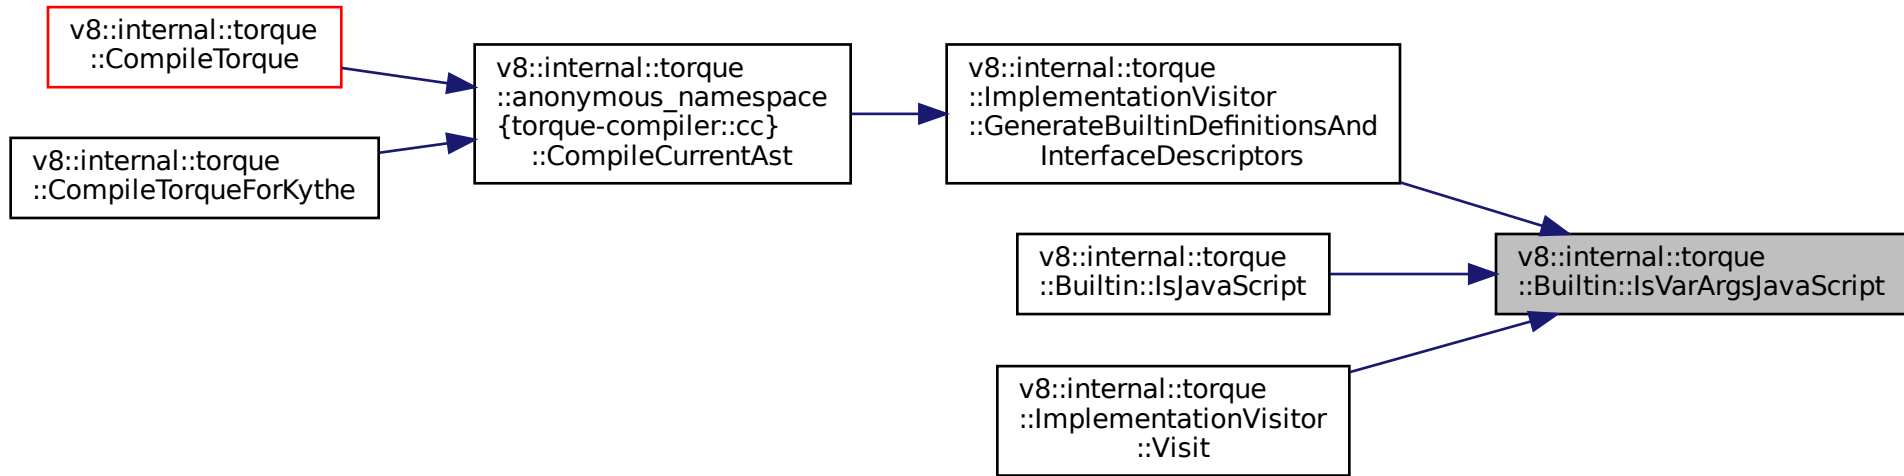 v8::internal::torque
::CompileTorque
v8::internal::torque
::CompileTorqueForKythe
v8::internal::torque
::anonymous_namespace
{torque-compiler::cc}
::CompileCurrentAst
v8::internal::torque
::ImplementationVisitor
::GenerateBuiltinDefinitionsAnd
InterfaceDescriptors
v8::internal::torque
::Builtin::IsJavaScript
v8::internal::torque
::ImplementationVisitor
::Visit
v8::internal::torque
::Builtin::IsVarArgsJavaScript